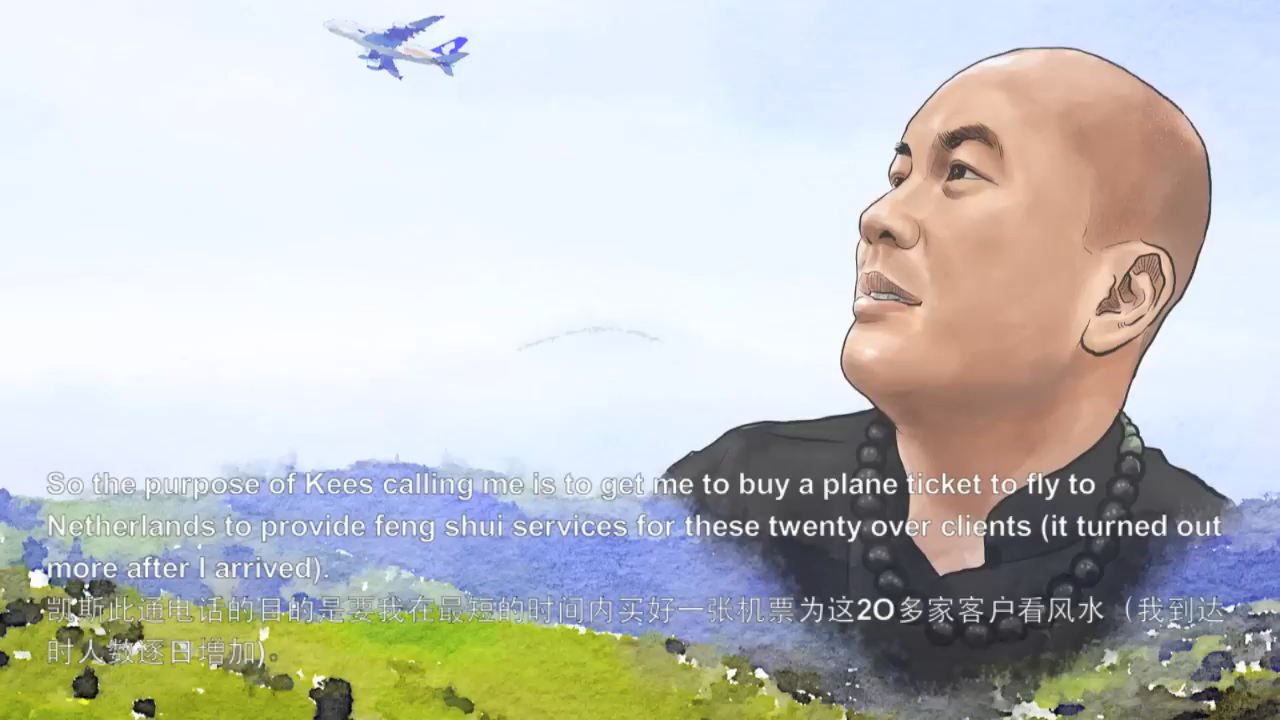 So the purpose of Kees calling me is to get me to buy a plane ticket to fly to
Netherlands to provide feng shui services for these twenty over clients (it turned out
more after I arrived).
凯斯此通电话的目的是要我在最短的时间内买好一张机票为这20多家客户看风水（我到达
时人数逐日增加)。